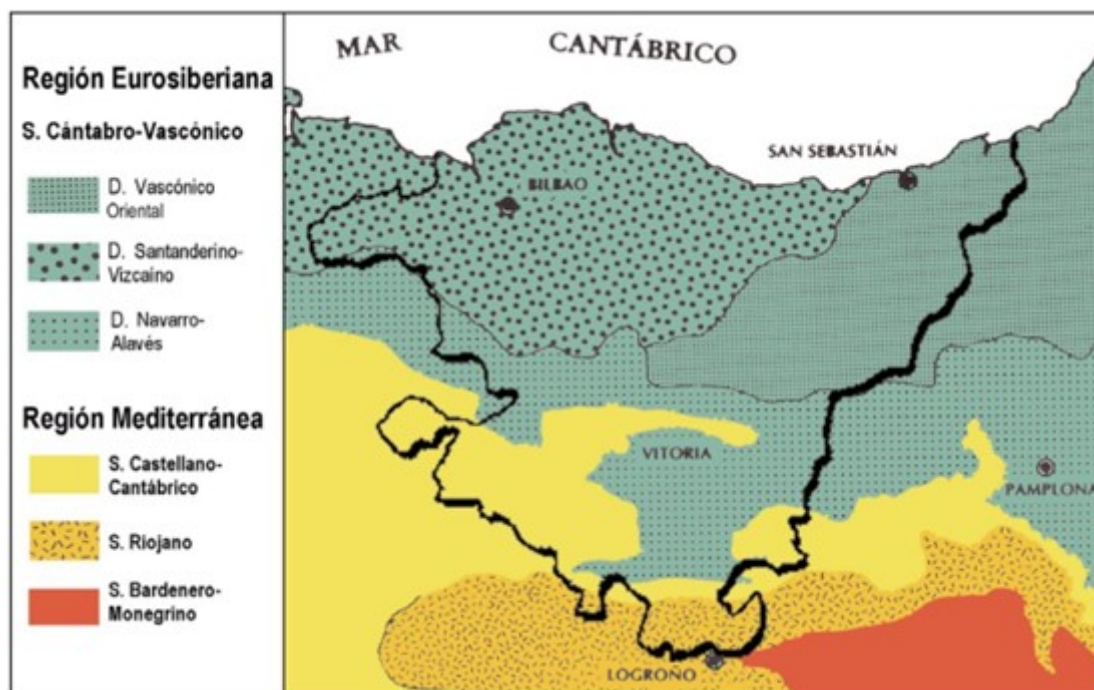 Región Eurosiberiana
S. Cántabro-Vascónico
D. Vascónico
Oriental
D. Santanderino-
Vizcaíno
D. Navarro-
Alavés
Región Mediterránea
S. Castellano-
Cantábrico
S. Riojano
S. Bardenero-
Monegrino
MAR CANTÁBRICO
SAN SEBASTIÁN
BILBAO
VITORIA
PAMPLONA
LOGROÑO